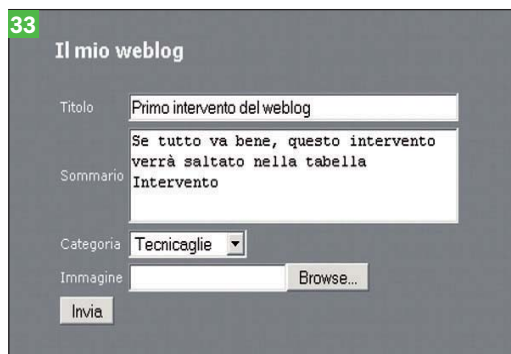 33
Il mio weblog
Titolo Primo intervento del weblog
Sommario Se tutto va bene, questo intervento
verrà saltato nella tabella
Intervento
Categoria Tecnicaglie
Immagine Browse...
Invia